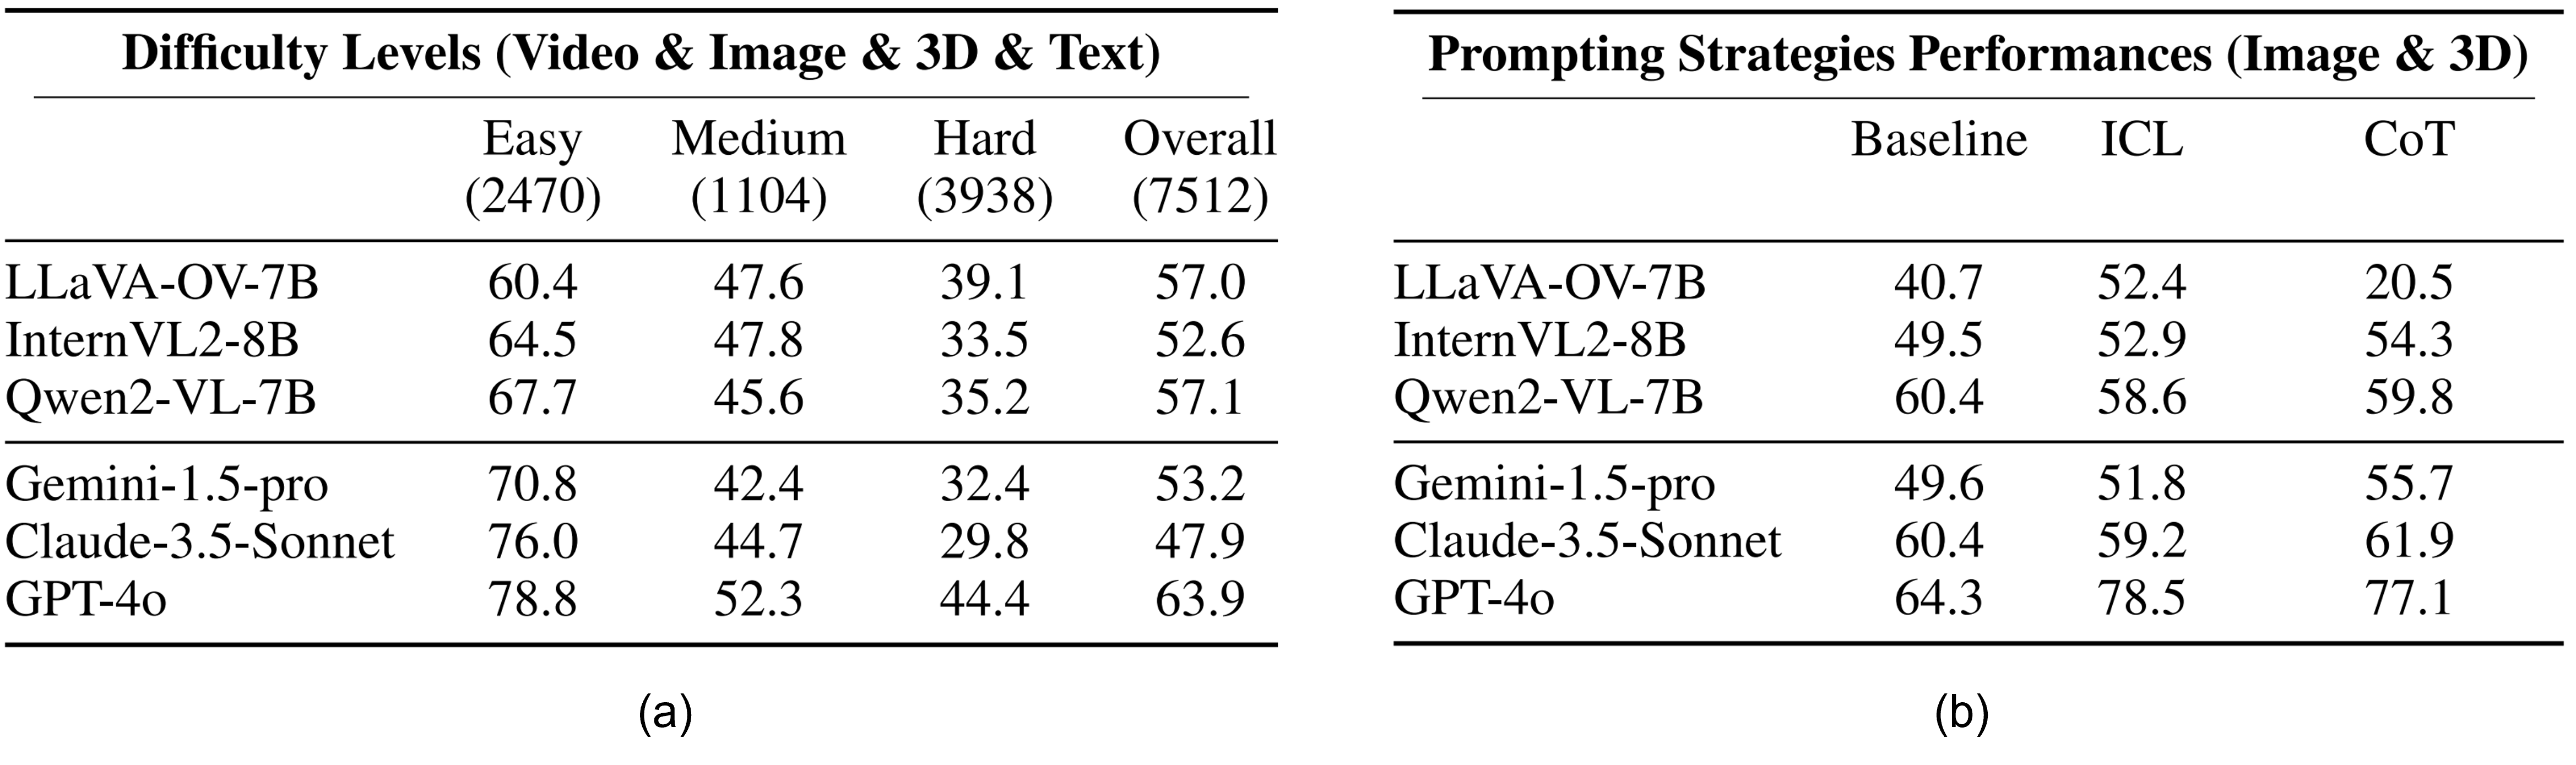 Difficulty Levels (Video & Image & 3D & Text)
Easy Medium Hard Overall
(2470) (1104) (3938) (7512)
LLaVA-OV-7B 60.4 47.6 39.1 57.0
InternVL2-8B 64.5 47.8 33.5 52.6
Qwen2-VL-7B 67.7 45.6 35.2 57.1
Gemini-1.5-pro 70.8 42.4 32.4 53.2
Claude-3.5-Sonnet 76.0 44.7 29.8 47.9
GPT-4o 78.8 52.3 44.4 63.9
(a)
Prompting Strategies Performances (Image & 3D)
Baseline ICL CoT
LLaVA-OV-7B 40.7 52.4 20.5
InternVL2-8B 49.5 52.9 54.3
Qwen2-VL-7B 60.4 58.6 59.8
Gemini-1.5-pro 49.6 51.8 55.7
Claude-3.5-Sonnet 60.4 59.2 61.9
GPT-4o 64.3 78.5 77.1
(b)